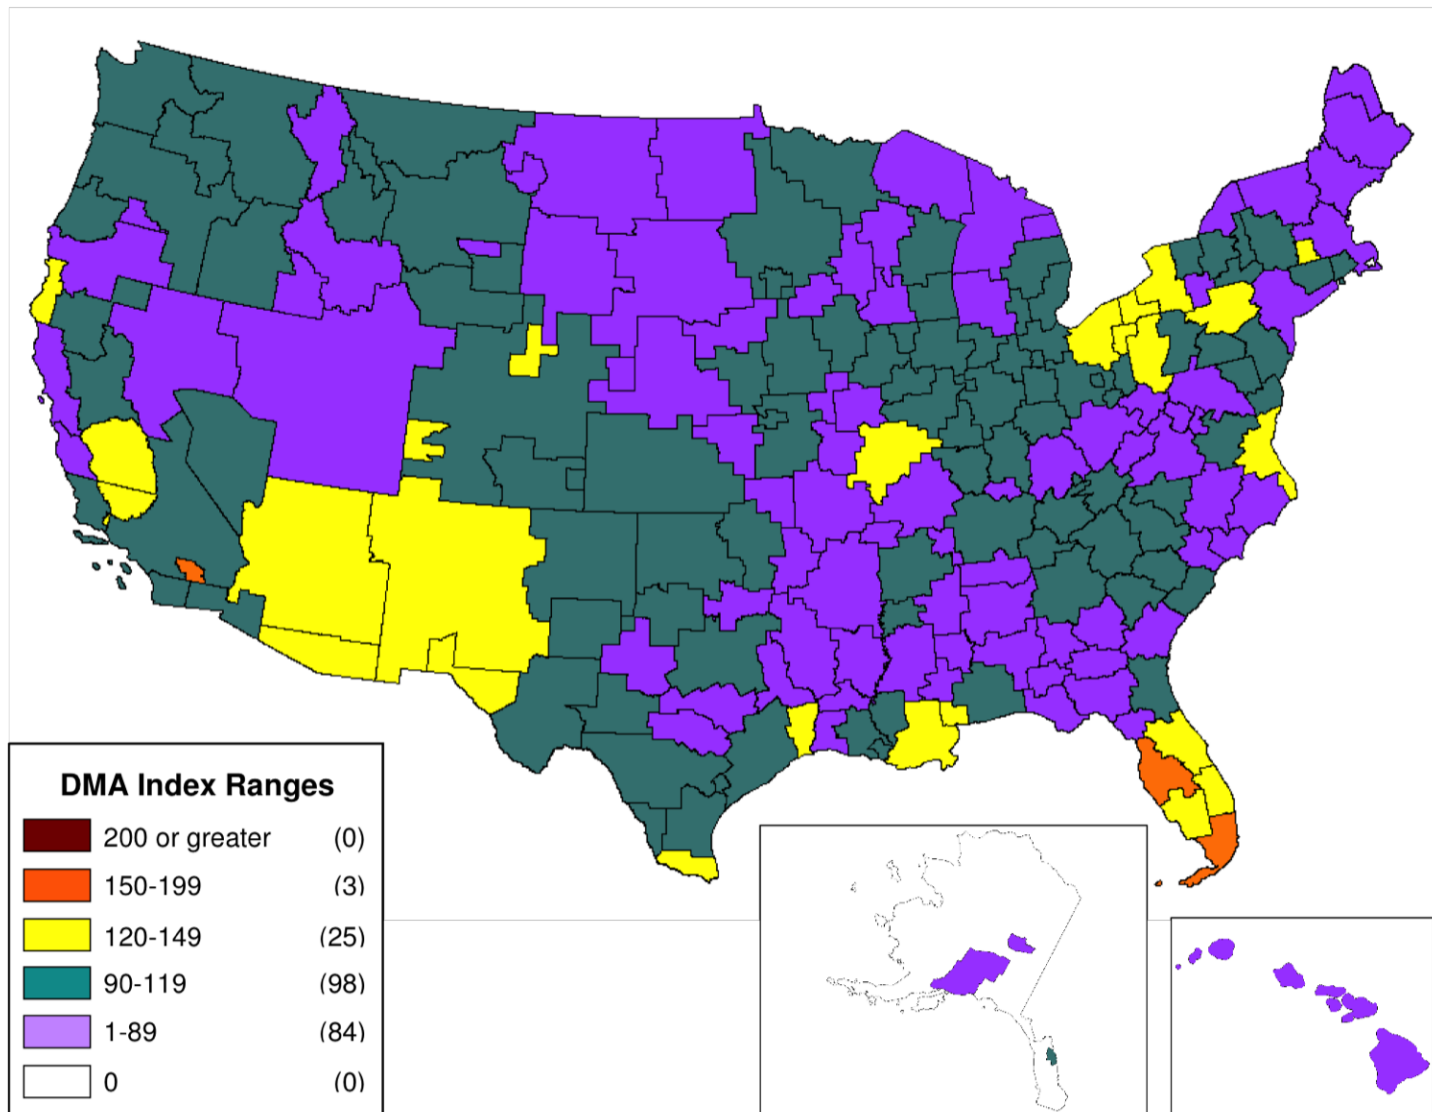 DMA Index Ranges
200 or greater (0)
150-199 (3)
120-149 (25)
90-119 (98)
1-89 (84)
0 (0)